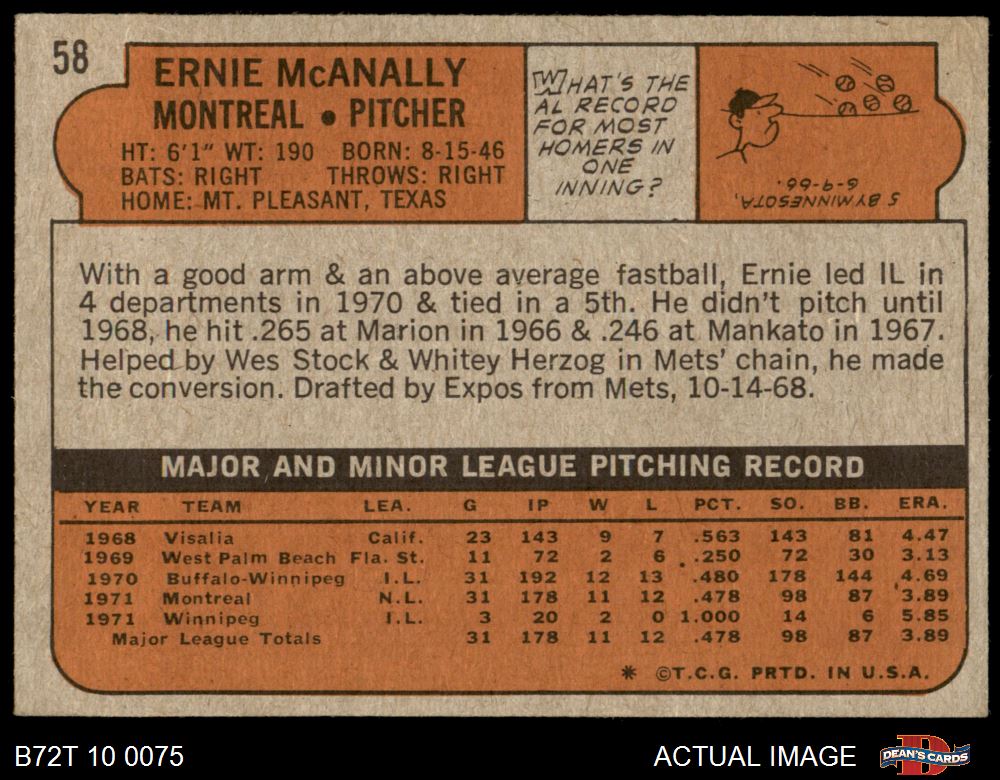 58
ERNIE McANALLY
MONTREAL • PITCHER
HT: 6'1" WT: 190 BORN: 8-15-46
BATS: RIGHT THROWS: RIGHT
HOME: MT. PLEASANT, TEXAS
WHAT'S THE
AL RECORD
FOR MOST
HOMERS IN
ONE
INNING?
5 BY MINNESOTA,
6-9-66.
With a good arm & an above average fastball, Ernie led IL in
4 departments in 1970 & tied in a 5th. He didn't pitch until
1968, he hit .265 at Marion in 1966 & .246 at Mankato in 1967.
Helped by Wes Stock & Whitey Herzog in Mets' chain, he made
the conversion. Drafted by Expos from Mets, 10-14-68.
MAJOR AND MINOR LEAGUE PITCHING RECORD
YEAR TEAM LEA. G IP W L PCT. SO. BB. ERA.
1968 Visalia Calif. 23 143 9 7 .563 143 81 4.47
1969 West Palm Beach Fla. St. 11 72 2 6 .250 72 30 3.13
1970 Buffalo-Winnipeg I.L. 31 192 12 13 .480 178 144 4.69
1971 Montreal N.L. 31 178 11 12 .478 98 87 3.89
1971 Winnipeg I.L. 3 20 2 0 1.000 14 6 5.85
Major League Totals 31 178 11 12 .478 98 87 3.89
* ©T.C.G. PRTD. IN U.S.A.
B72T 10 0075
ACTUAL IMAGE
DEAN'S CARDS